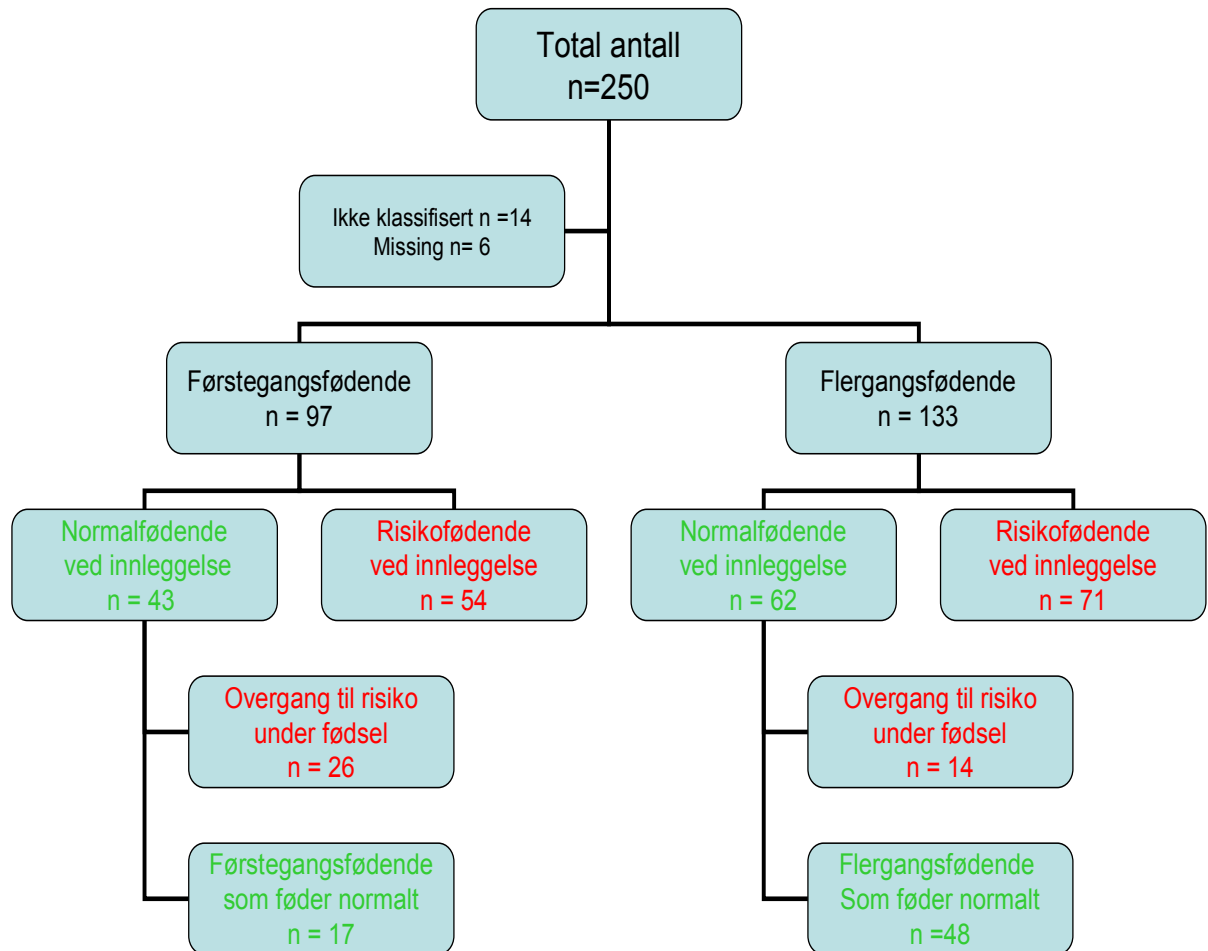 Total antall
n=250
Ikke klassifisert n =14
Missing n= 6
Førstegangsfødende
n = 97
Flergangsfødende
n = 133
Normalfødende
ved innleggelse
n = 43
Risikofødende
ved innleggelse
n = 54
Normalfødende
ved innleggelse
n = 62
Risikofødende
ved innleggelse
n = 71
Overgang til risiko
under fødsel
n = 26
Overgang til risiko
under fødsel
n = 14
Førstegangsfødende
som føder normalt
n = 17
Flergangsfødende
Som føder normalt
n =48